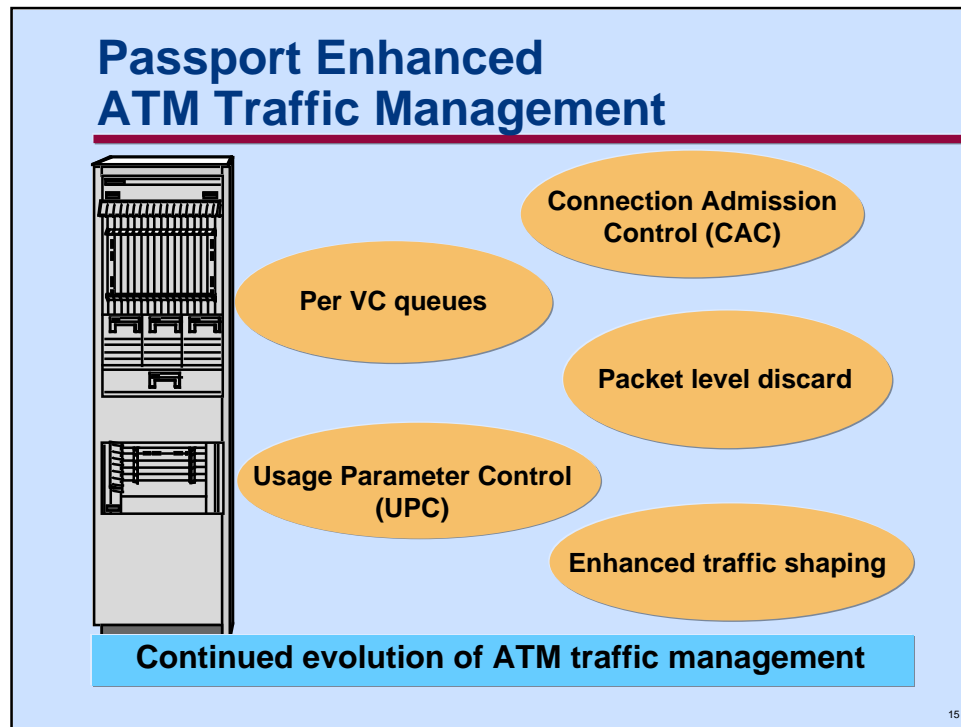 Passport Enhanced
ATM Traffic Management
Connection Admission
Control (CAC)
Per VC queues
Packet level discard
Usage Parameter Control
(UPC)
Enhanced traffic shaping
Continued evolution of ATM traffic management
15